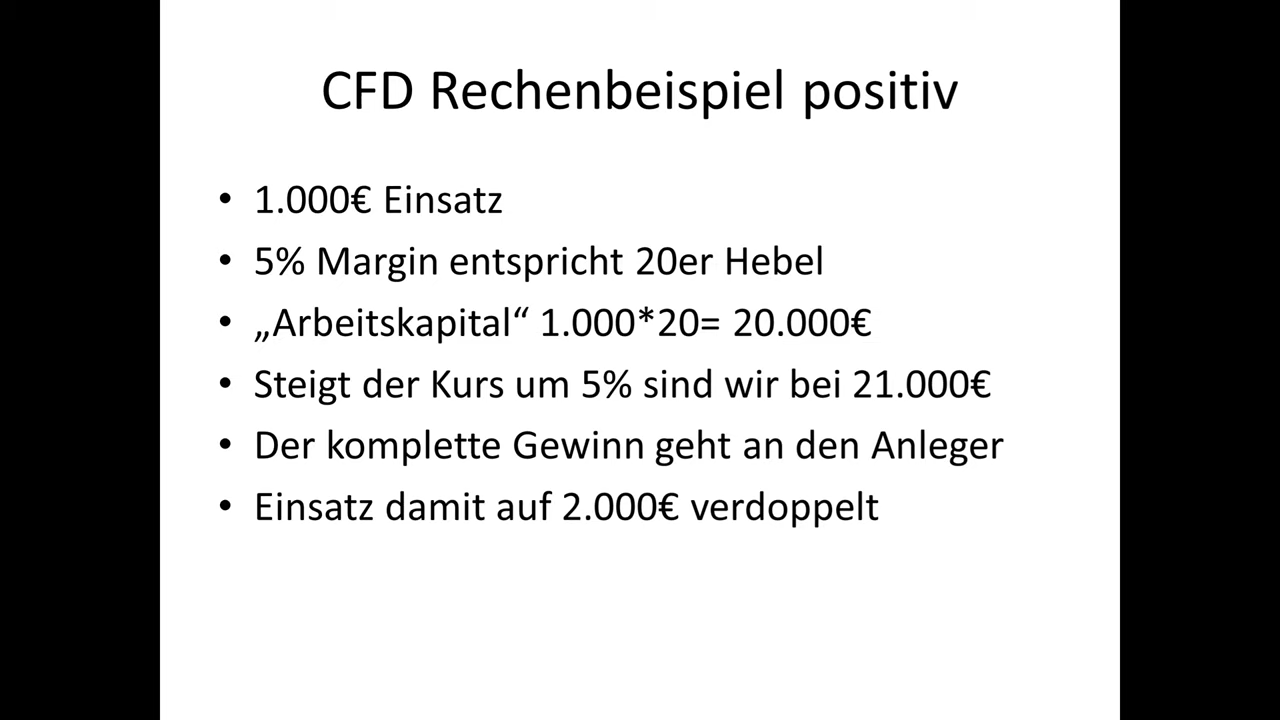 CFD Rechenbeispiel positiv
• 1.000€ Einsatz
• 5% Margin entspricht 20er Hebel
• „Arbeitskapital“ 1.000*20= 20.000€
• Steigt der Kurs um 5% sind wir bei 21.000€
• Der komplette Gewinn geht an den Anleger
• Einsatz damit auf 2.000€ verdoppelt